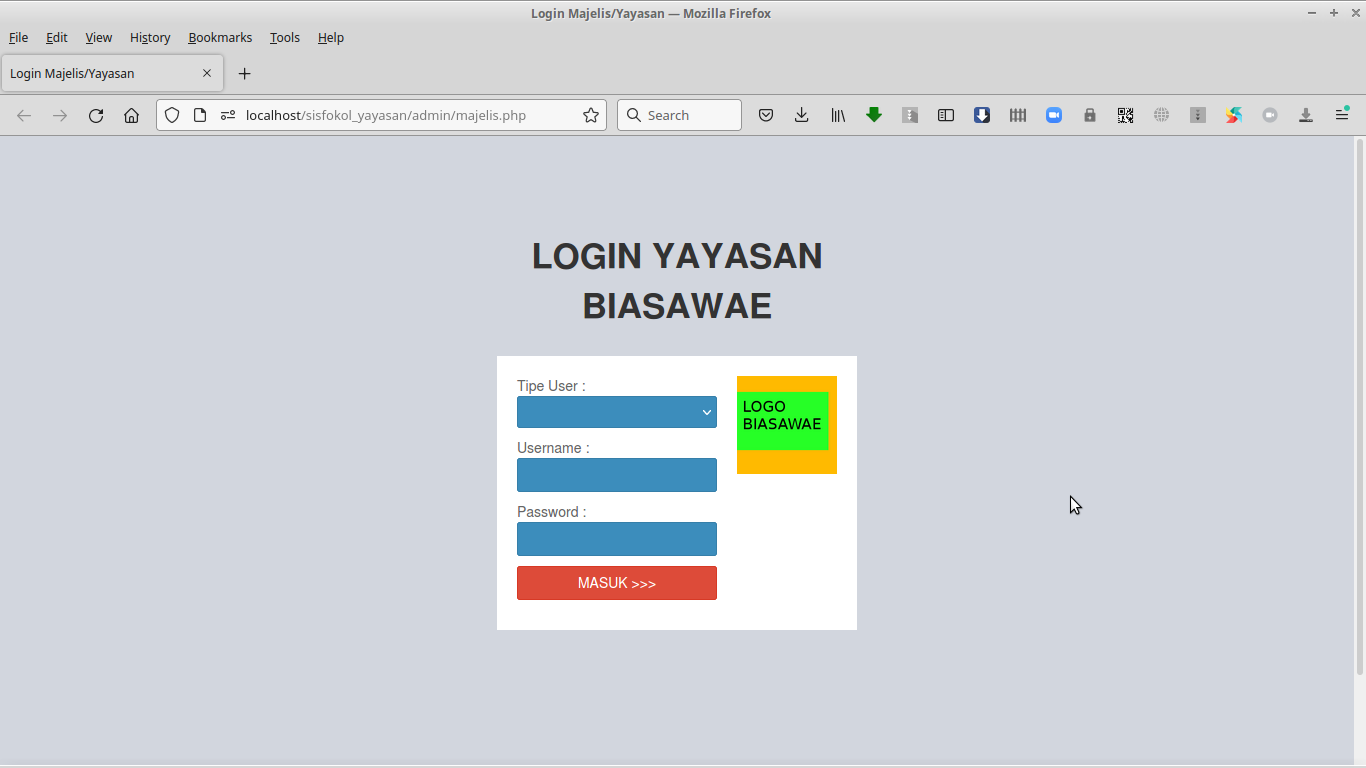 Login Majelis/Yayasan — Mozilla Firefox
File Edit View History Bookmarks Tools Help
Login Majelis/Yayasan
localhost/sisfokol_yayasan/admin/majelis.php
Search
LOGIN YAYASAN
BIASAWAE
Tipe User :
LOGO
BIASAWAE
Username :
Password :
MASUK >>>